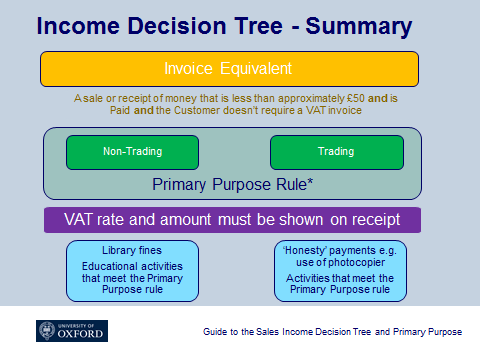 Income Decision Tree - Summary
Invoice Equivalent
A sale or receipt of money that is less than approximately £50 and is
Paid and the Customer doesn't require a VAT invoice
Non-Trading
Trading
Primary Purpose Rule*
VAT rate and amount must be shown on receipt
Library fines
Educational activities
that meet the Primary
Purpose rule
‘Honesty’ payments e.g.
use of photocopier
Activities that meet the
Primary Purpose rule
UNIVERSITY OF
OXFORD
Guide to the Sales Income Decision Tree and Primary Purpose